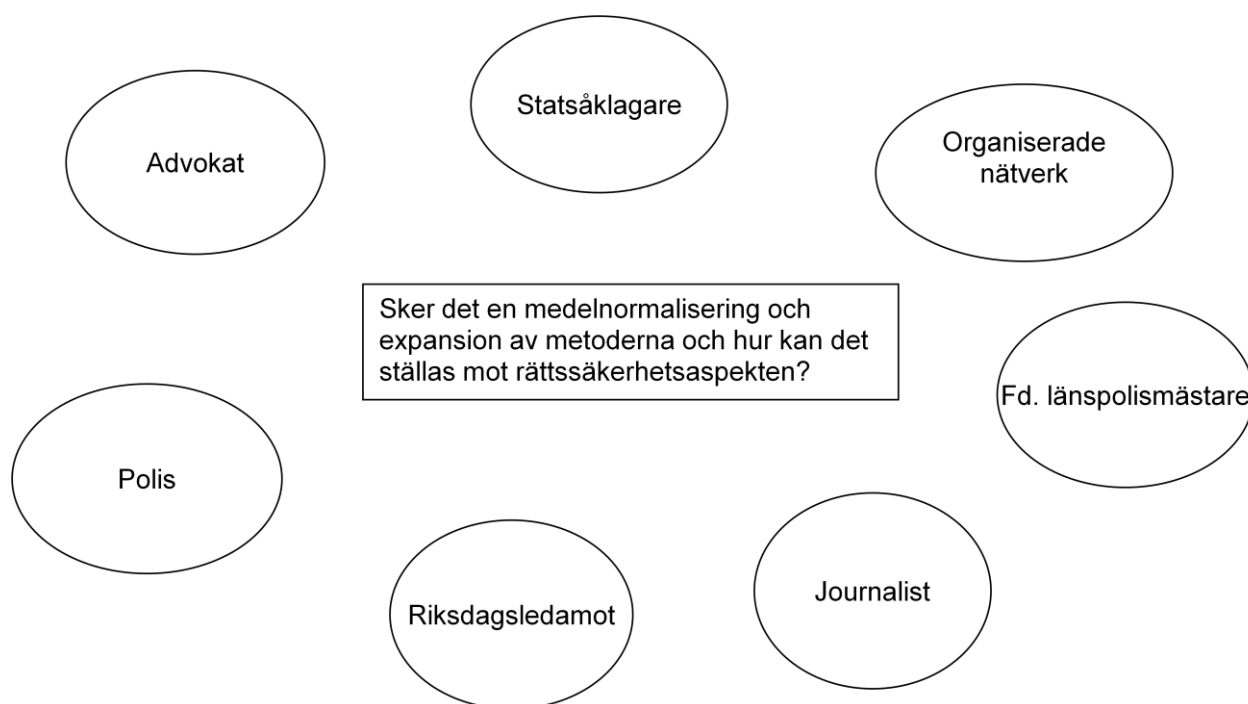 Statsåklagare
Advokat
Organiserade
nätverk
Sker det en medelnormalisering och
expansion av metoderna och hur kan det
ställas mot rättssäkerhetsaspekten?
Fd. länspolismästare
Polis
Journalist
Riksdagsledamot